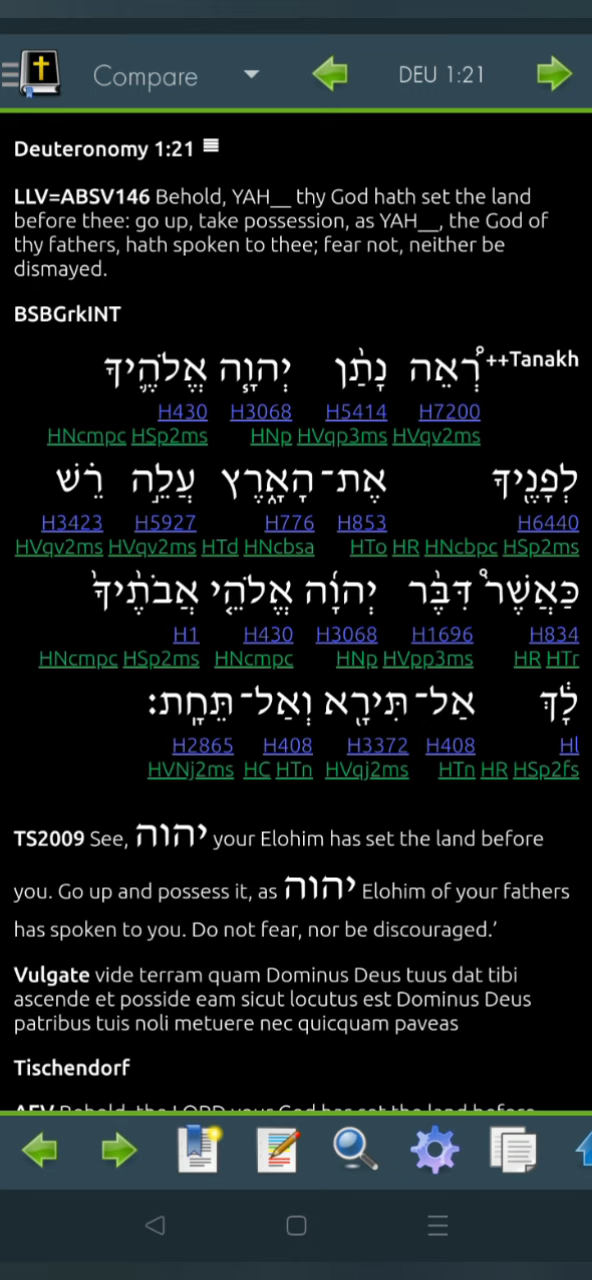 Compare
DEU 1:21
Deuteronomy 1:21
LLV=ABSV146 Behold, YAH__ thy God hath set the land
before thee: go up, take possession, as YAH__, the God of
thy fathers, hath spoken to thee; fear not, neither be
dismayed.
BSBGrkINT
++Tanakh רְ֠אֵה נָתַ֨ן יְהוָ֧ה אֱלֹהֶ֛יךָ
H430 H3068 H5414 H7200
HNcmpc HSp2ms HNp HVqp3ms HVqv2ms
לְפָנֶ֖יךָ אֶת־הָאָ֑רֶץ עֲלֵ֣ה רֵ֗שׁ
H3423 H5927 H776 H853 H6440
HVqv2ms HVqv2ms HTd HNcbsa HTo HR HNcbpc HSp2ms
כַּאֲשֶׁר֩ דִּבֶּ֨ר יְהוָ֜ה אֱלֹהֵ֤י אֲבֹתֶ֙יךָ֙
H1 H430 H3068 H1696 H834
HNcmpc HSp2ms HNcmpc HNp HVpp3ms HR HTr
לָ֔ךְ אַל־תִּירָ֖א וְאַל־תֵּחָֽת׃
H2865 H408 H3372 H408 Hl
HVNj2ms HC HTn HVqj2ms HTn HR HSp2fs
TS2009 See, יהוה your Elohim has set the land before
you. Go up and possess it, as יהוה Elohim of your fathers
has spoken to you. Do not fear, nor be discouraged.’
Vulgate vide terram quam Dominus Deus tuus dat tibi
ascende et posside eam sicut locutus est Dominus Deus
patribus tuis noli metuere nec quicquam paveas
Tischendorf